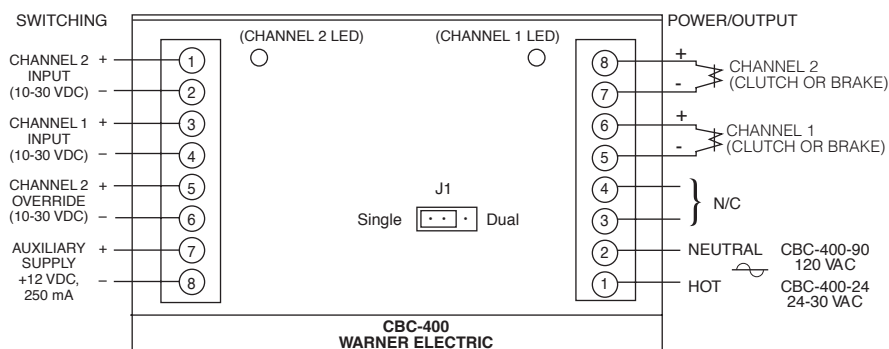 SWITCHING
POWER/OUTPUT
(CHANNEL 2 LED)
(CHANNEL 1 LED)
CHANNEL 2 +
INPUT
(10-30 VDC) –
CHANNEL 1 +
INPUT
(10-30 VDC) –
CHANNEL 2 +
OVERRIDE
(10-30 VDC) –
AUXILIARY +
SUPPLY
+12 VDC, –
250 mA
1
2
3
4
5
6
7
8
J1
Single
Dual
8
7
6
5
4
3
2
1
+
-
CHANNEL 2
(CLUTCH OR BRAKE)
+
-
CHANNEL 1
(CLUTCH OR BRAKE)
N/C
NEUTRAL
HOT
CBC-400-90
120 VAC
CBC-400-24
24-30 VAC
CBC-400
WARNER ELECTRIC